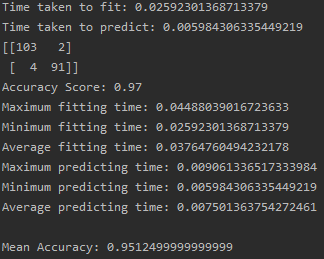 Time taken to fit: 0.02592301368713379
Time taken to predict: 0.005984306335449219
[[103   2]
 [  4  91]]
Accuracy Score: 0.97
Maximum fitting time: 0.04488039016723633
Minimum fitting time: 0.02592301368713379
Average fitting time: 0.03764760494232178
Maximum predicting time: 0.009061336517333984
Minimum predicting time: 0.005984306335449219
Average predicting time: 0.007501363754272461
Mean Accuracy: 0.9512499999999999